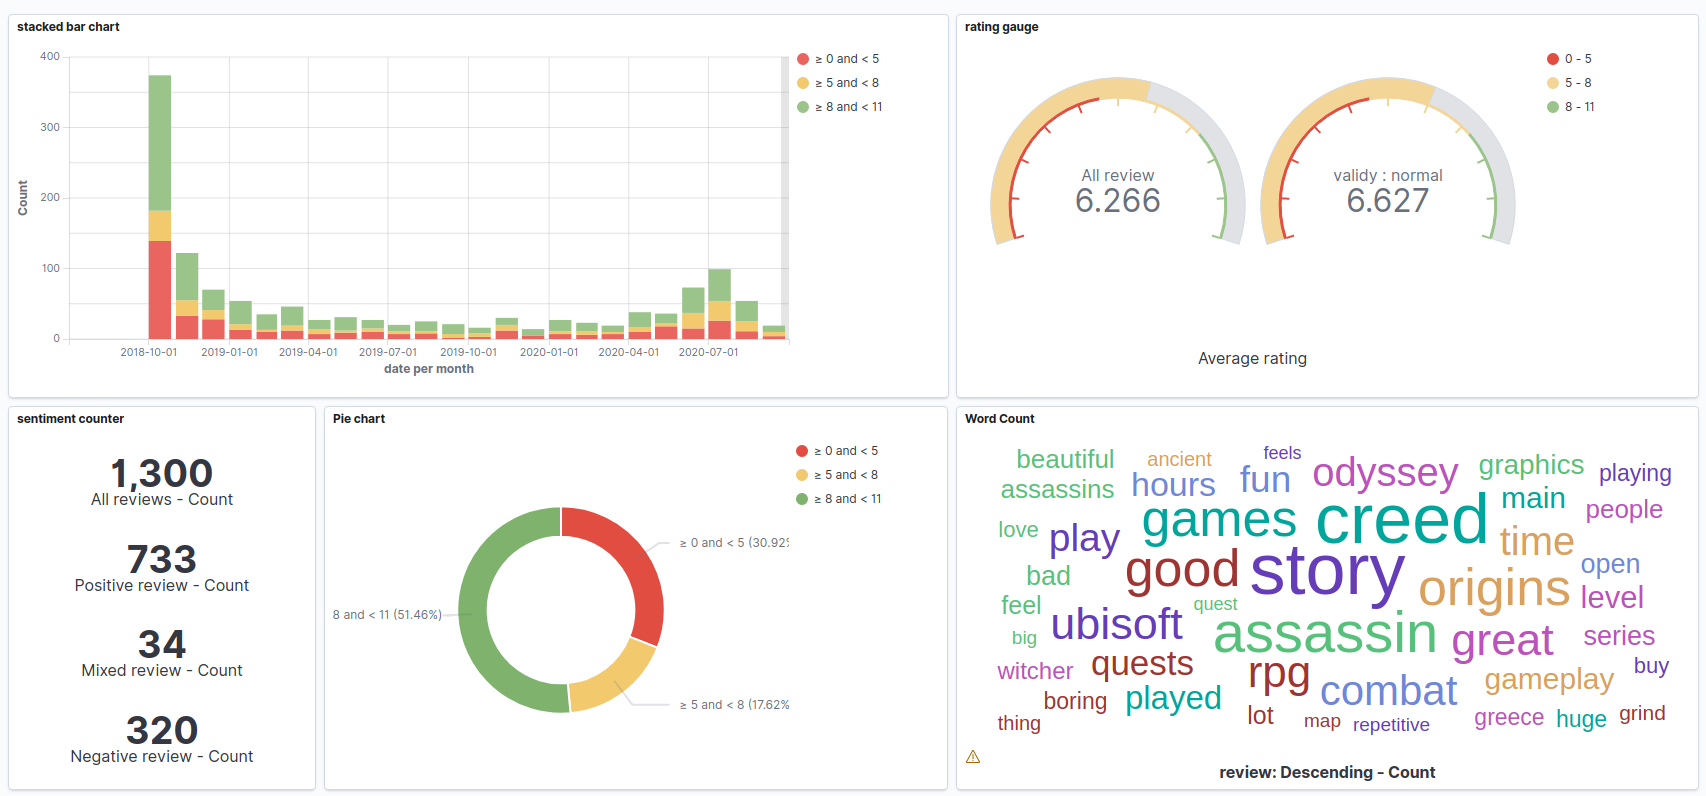 stacked bar chart
400
300
200
100
0
Count
2018-10-01 2019-01-01 2019-04-01 2019-07-01 2019-10-01 2020-01-01 2020-04-01 2020-07-01
date per month
≥ 0 and < 5
≥ 5 and < 8
≥ 8 and < 11
rating gauge
All review
6.266
validy : normal
6.627
0 - 5
5 - 8
8 - 11
Average rating
sentiment counter
1,300
All reviews - Count
733
Positive review - Count
34
Mixed review - Count
320
Negative review - Count
Pie chart
≥ 0 and < 5
≥ 5 and < 8
≥ 8 and < 11
≥ 0 and < 5 (30.92%
8 and < 11 (51.46%)
≥ 5 and < 8 (17.62%
Word Count
beautiful ancient feels odyssey graphics playing
assassins hours fun main people
love play games creed time
bad good story origins open
feel quest level
big ubisoft assassin great series
witcher quests rpg combat gameplay buy
boring played
thing lot map repetitive greece huge grind
review: Descending - Count